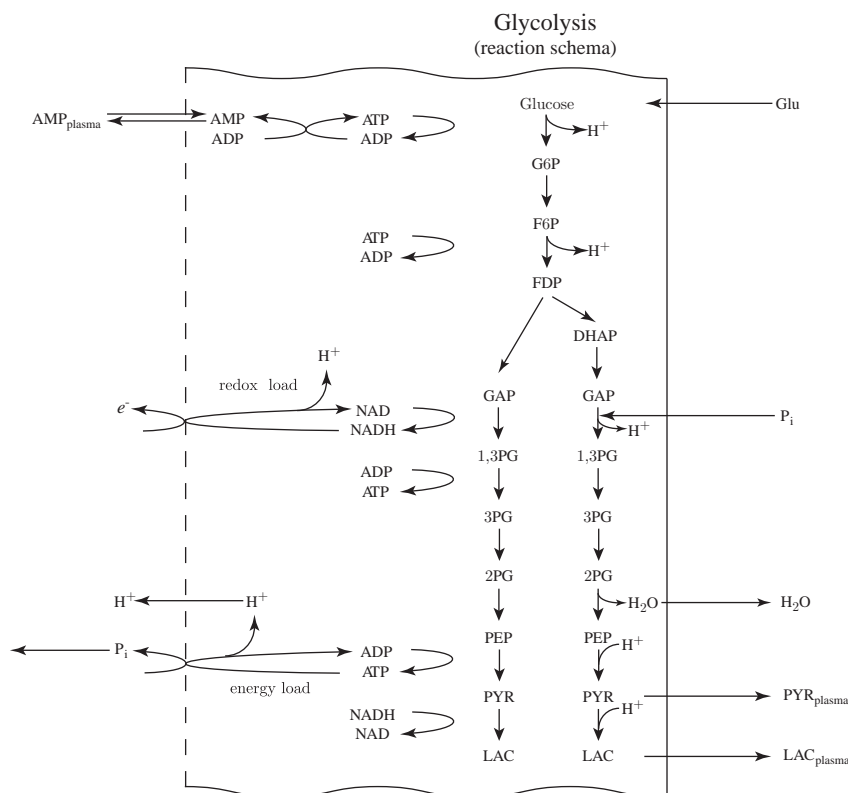 Glycolysis
(reaction schema)
AMPplasma
AMP
ADP
ATP
ADP
Glucose
H+
Glu
G6P
ATP
ADP
F6P
H+
FDP
DHAP
H+
redox load
e-
NAD
NADH
GAP
GAP
Pi
H+
1,3PG
1,3PG
ADP
ATP
3PG
3PG
2PG
2PG
H+
H+
H2O
H2O
Pi
ADP
ATP
energy load
PEP
PEP
H+
PYR
PYR
H+
PYRplasma
NADH
NAD
LAC
LAC
LACplasma